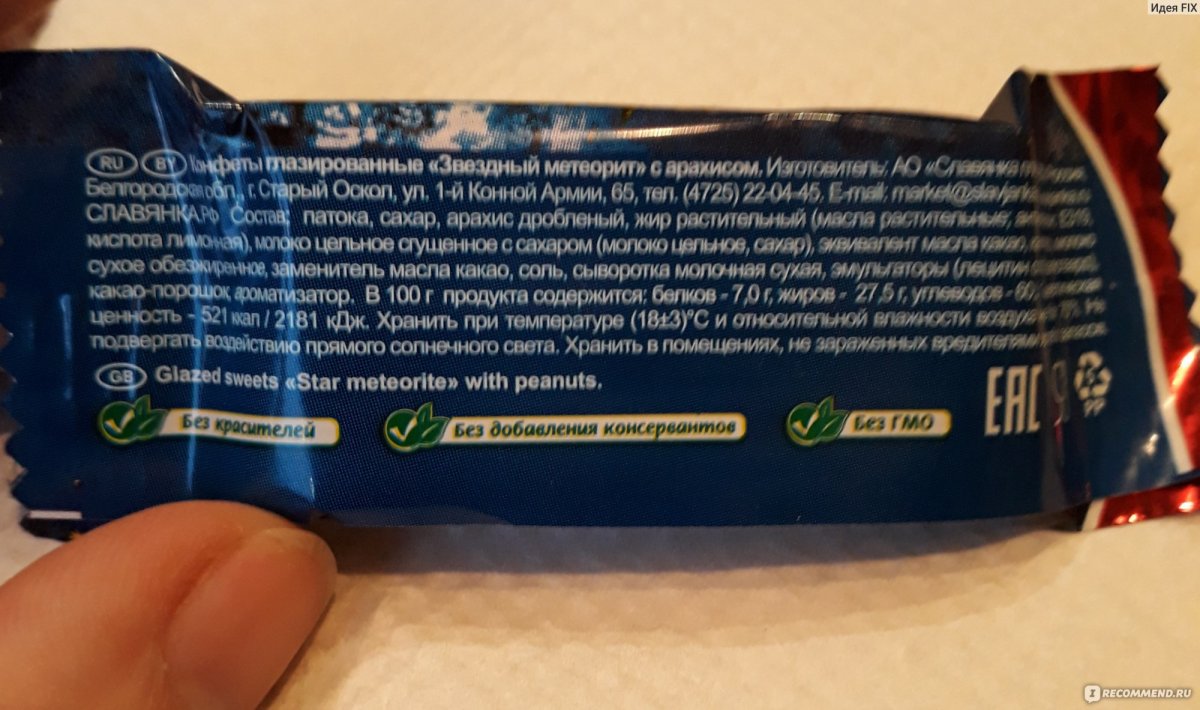 Идея FIX
RU BY Конфеты глазированные «Звездный метеорит» с арахисом. Изготовитель: АО «Славянка
Белгородская обл., г. Старый Оскол, ул. 1-й Конной Армии, 65, тел. (4725) 22-04-45, E-mail:
СЛАВЯНКА.РФ Состав: патока, сахар, арахис дробленый, жир растительный (масла растительные,
кислота лимонная), молоко цельное сгущенное с сахаром (молоко цельное, сахар), эквивалент масла какао,
сухое обезжиренное, заменитель масла какао, соль, сыворотка молочная сухая, эмульгаторы (лецитин
какао-порошок, ароматизатор. В 100 г продукта содержится: белков - 7,0 г, жиров - 27,5 г, углеводов -
ценность - 521 ккал / 2181 кДж. Хранить при температуре (18±3)°С и относительной влажности воздуха Не
подвергать воздействию прямого солнечного света. Хранить в помещениях, не зараженных вредителями
GB Glazed sweets «Star meteorite» with peanuts.
Без красителей Без добавления консервантов Без ГМО
EAC PP
IRECOMMEND.RU